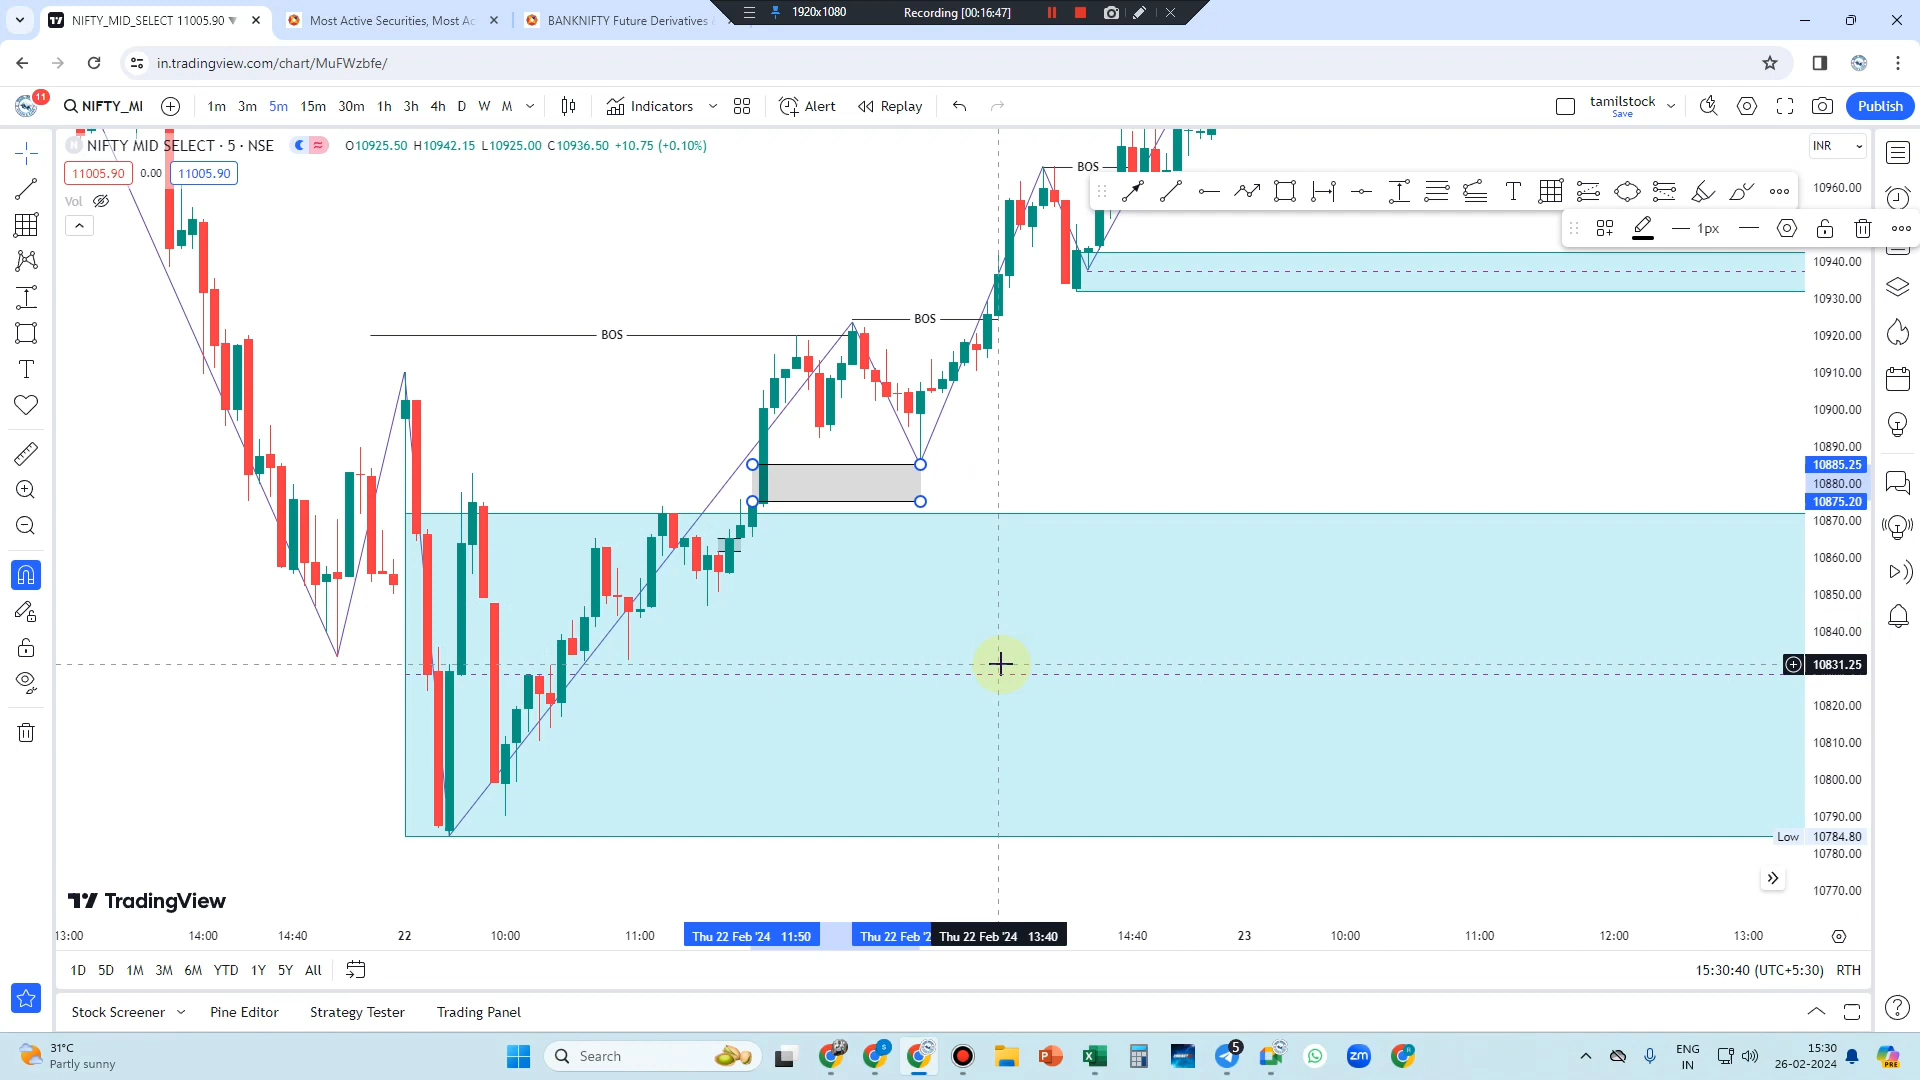 NIFTY_MID_SELECT 11005.90 ▼
Most Active Securities, Most Ac
BANKNIFTY Future Derivatives
1920x1080
Recording [00:16:47]
in.tradingview.com/chart/MuFWzbfe/
11
NIFTY_MI
1m 3m 5m 15m 30m 1h 3h 4h D W M
Indicators
Alert
Replay
tamilstock
Save
Publish
NIFTY MID SELECT · 5 · NSE
O10925.50 H10942.15 L10925.00 C10936.50 +10.75 (+0.10%)
INR
11005.90 0.00 11005.90
Vol
BOS
BOS
BOS
T
1px
10960.00
10940.00
10930.00
10920.00
10910.00
10900.00
10890.00
10885.25
10880.00
10875.20
10870.00
10860.00
10850.00
10840.00
10831.25
10820.00
10810.00
10800.00
10790.00
Low 10784.80
10780.00
10770.00
TradingView
13:00 14:00 14:40 22 10:00 11:00 Thu 22 Feb '24 11:50 Thu 22 Feb '2 Thu 22 Feb '24 13:40 14:40 23 10:00 11:00 12:00 13:00
1D 5D 1M 3M 6M YTD 1Y 5Y All
15:30:40 (UTC+5:30) RTH
Stock Screener Pine Editor Strategy Tester Trading Panel
31°C
Partly sunny
Search
5
zm
ENG
IN
15:30
26-02-2024
PRE